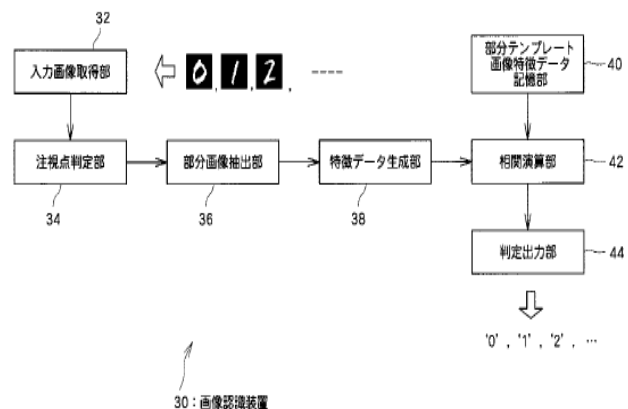 32
入力画像取得部
0, 1, 2, ----
部分テンプレート
画像特徴データ
記憶部
40
注視点判定部
部分画像抽出部
特徴データ生成部
相関演算部
42
34
36
38
判定出力部
44
'0' , '1' , '2' , …
30：画像認識装置